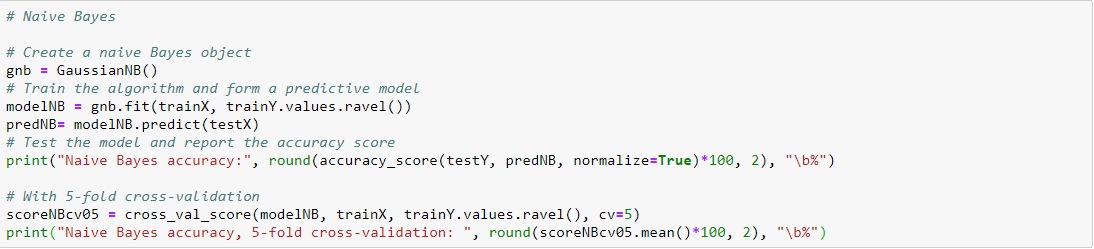 # Naive Bayes
# Create a naive Bayes object
gnb = GaussianNB()
# Train the algorithm and form a predictive model
modelNB = gnb.fit(trainX, trainY.values.ravel())
predNB= modelNB.predict(testX)
# Test the model and report the accuracy score
print("Naive Bayes accuracy:", round(accuracy_score(testY, predNB, normalize=True)*100, 2), "\b%")
# With 5-fold cross-validation
scoreNBcv05 = cross_val_score(modelNB, trainX, trainY.values.ravel(), cv=5)
print("Naive Bayes accuracy, 5-fold cross-validation: ", round(scoreNBcv05.mean()*100, 2), "\b%")